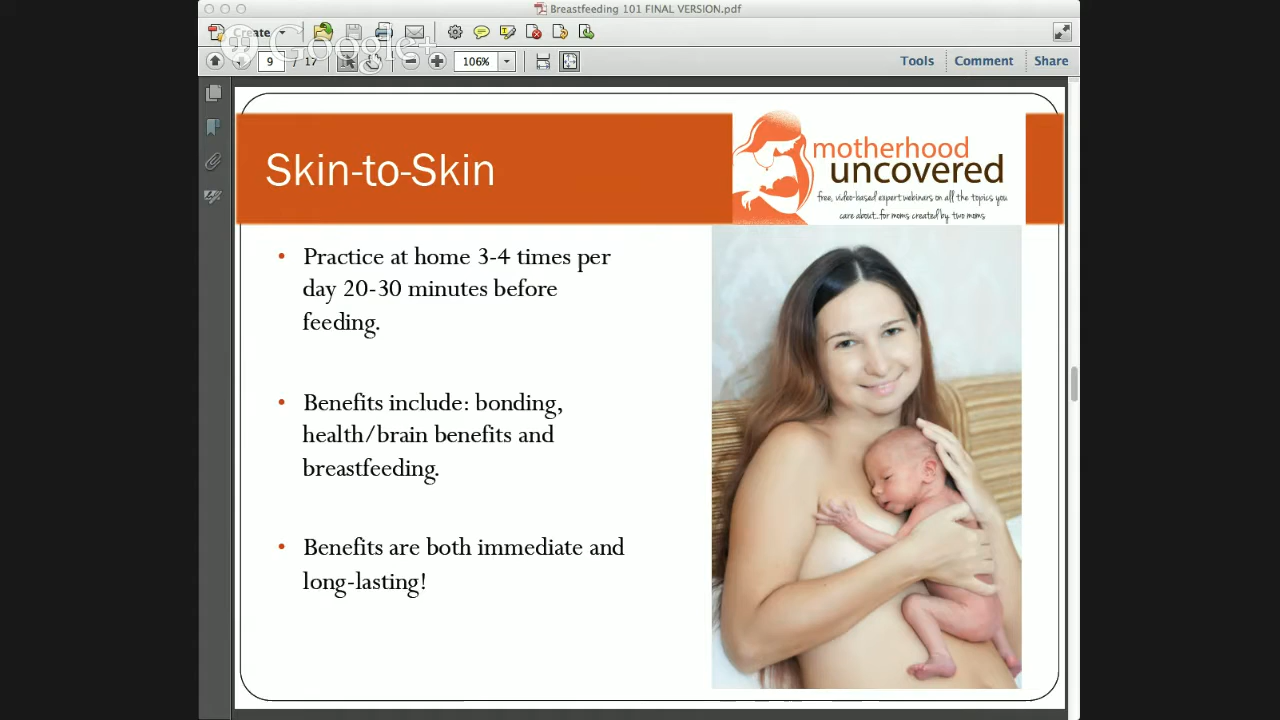 Breastfeeding 101 FINAL VERSION.pdf
Create
Google+
9 / 17
106%
Tools
Comment
Share
Skin-to-Skin
motherhood
uncovered
free, video-based expert webinars on all the topics you
care about...for moms created by two moms
• Practice at home 3-4 times per
day 20-30 minutes before
feeding.
• Benefits include: bonding,
health/brain benefits and
breastfeeding.
• Benefits are both immediate and
long-lasting!